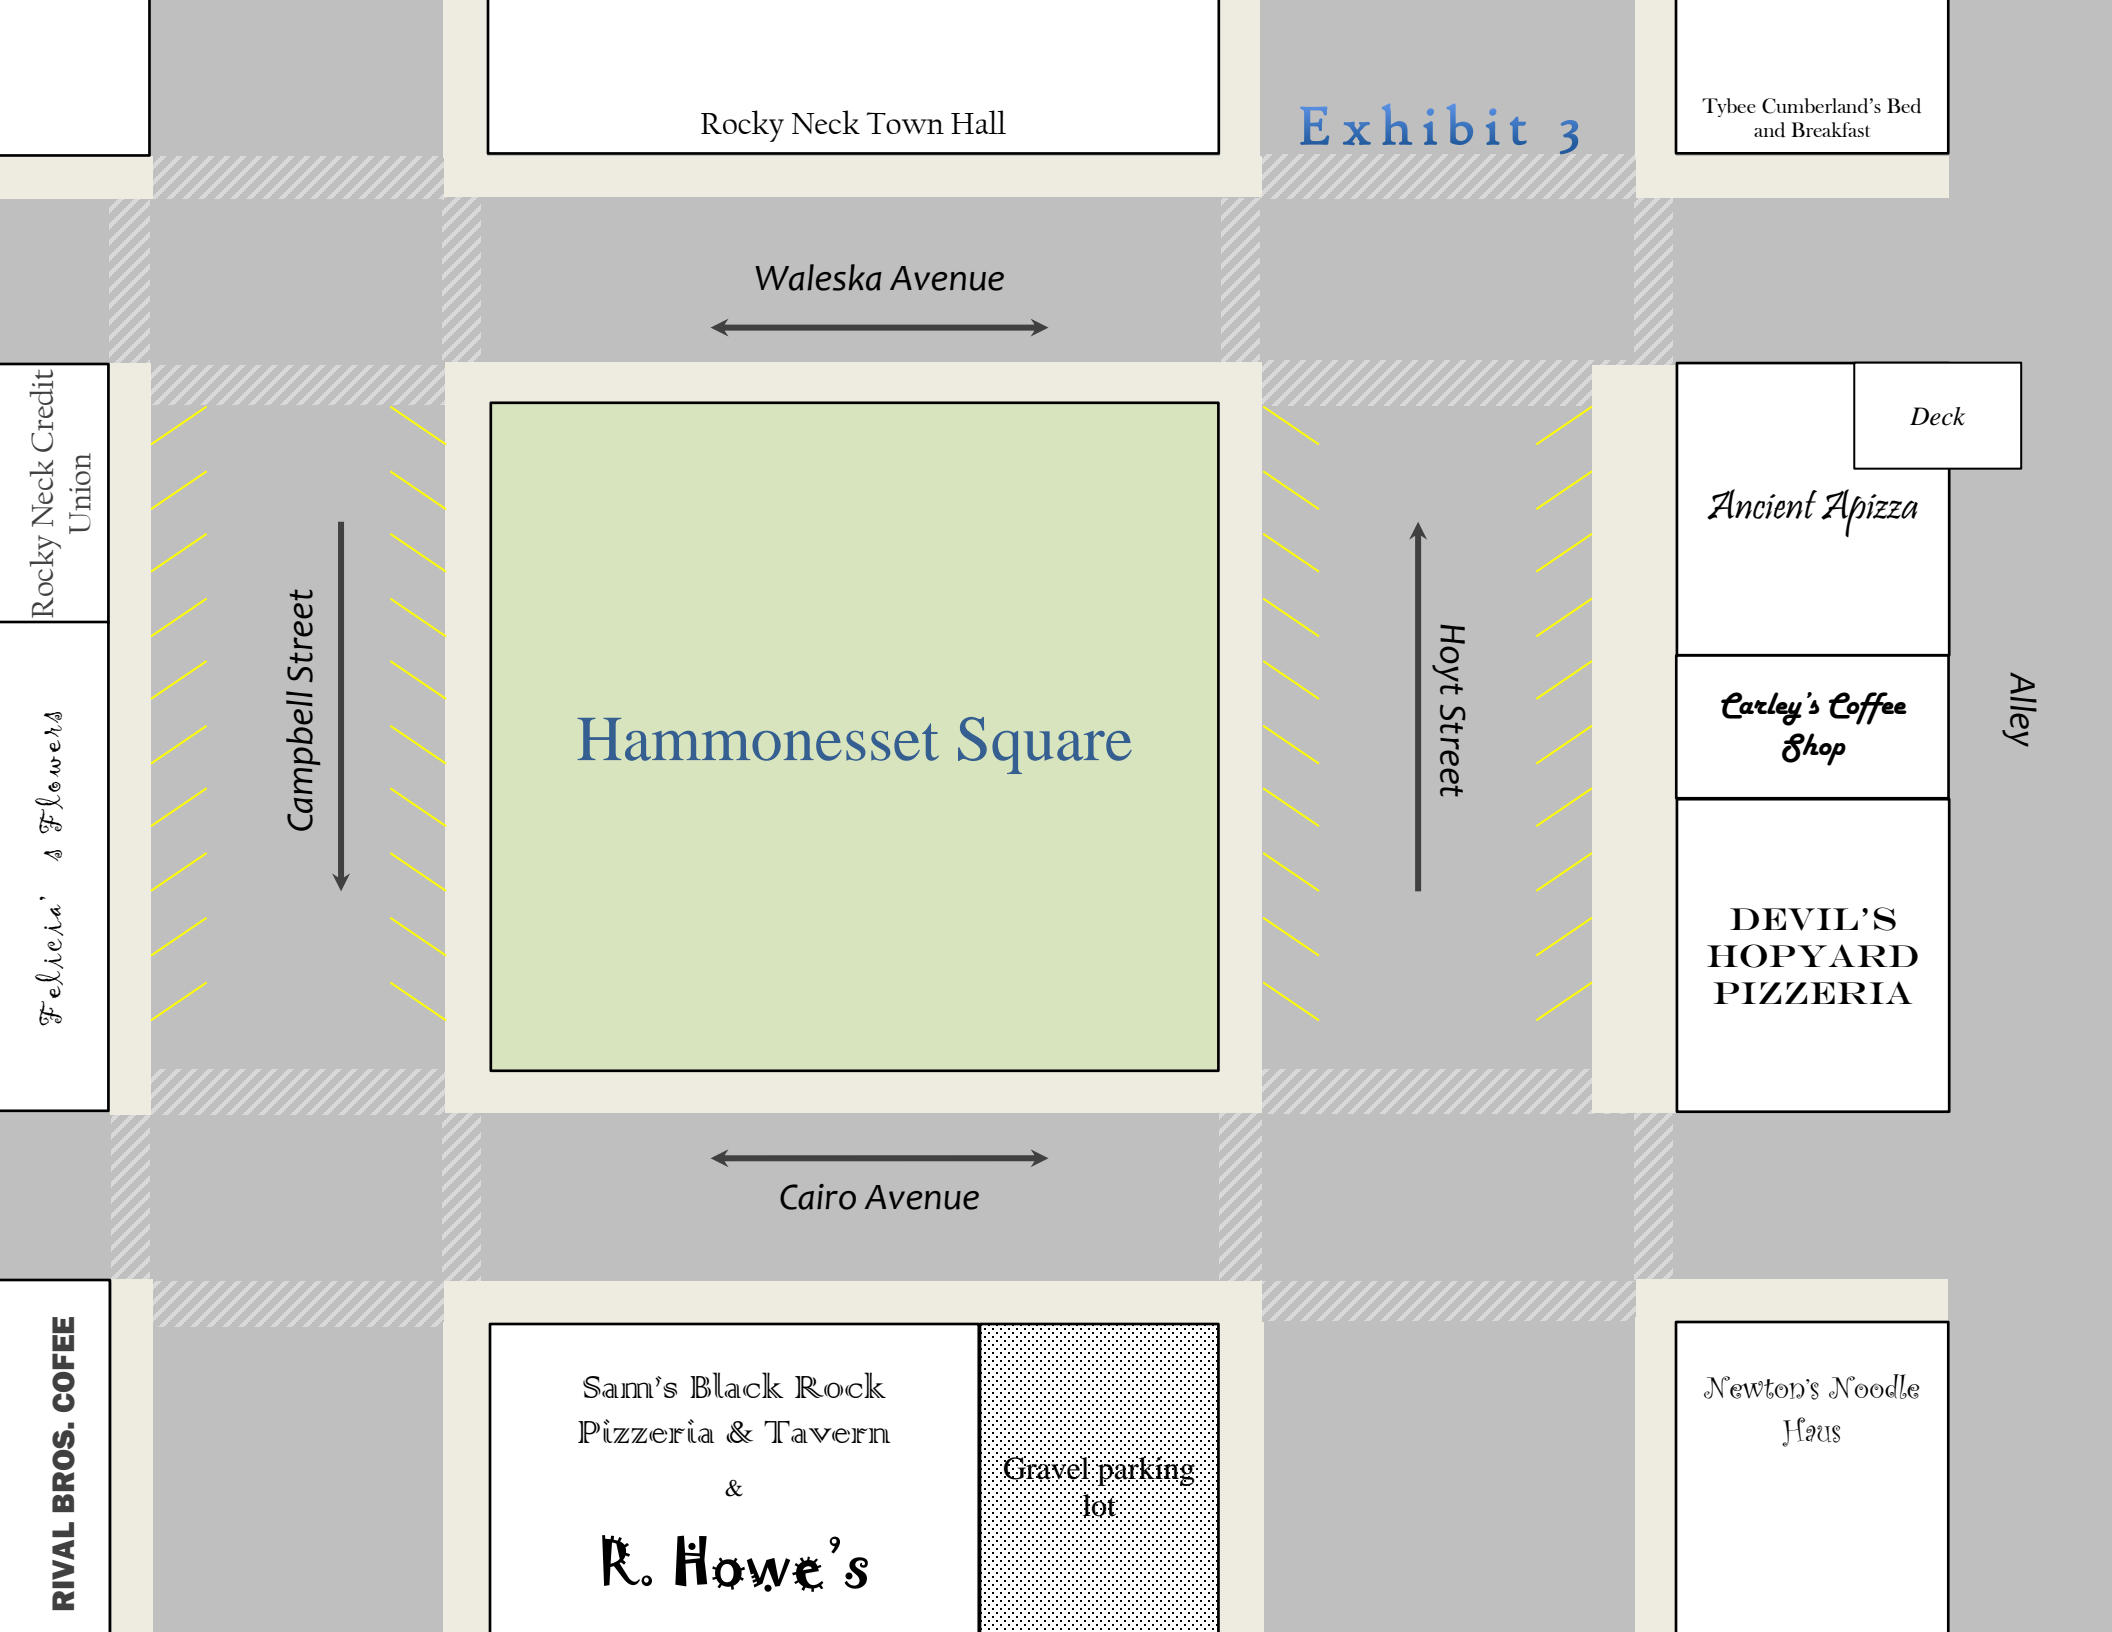 Rocky Neck Town Hall
Exhibit 3
Tybee Cumberland's Bed
and Breakfast
Waleska Avenue
Rocky Neck Credit
Union
Deck
Ancient Apizza
Campbell Street
Hammonesset Square
Hoyt Street
Carley's Coffee
Shop
Alley
Felicia' s Flowers
DEVIL'S
HOPYARD
PIZZERIA
Cairo Avenue
RIVAL BROS. COFEE
Sam's Black Rock
Pizzeria & Tavern
&
R. Howe's
Gravel parking
lot
Newton's Noodle
Haus